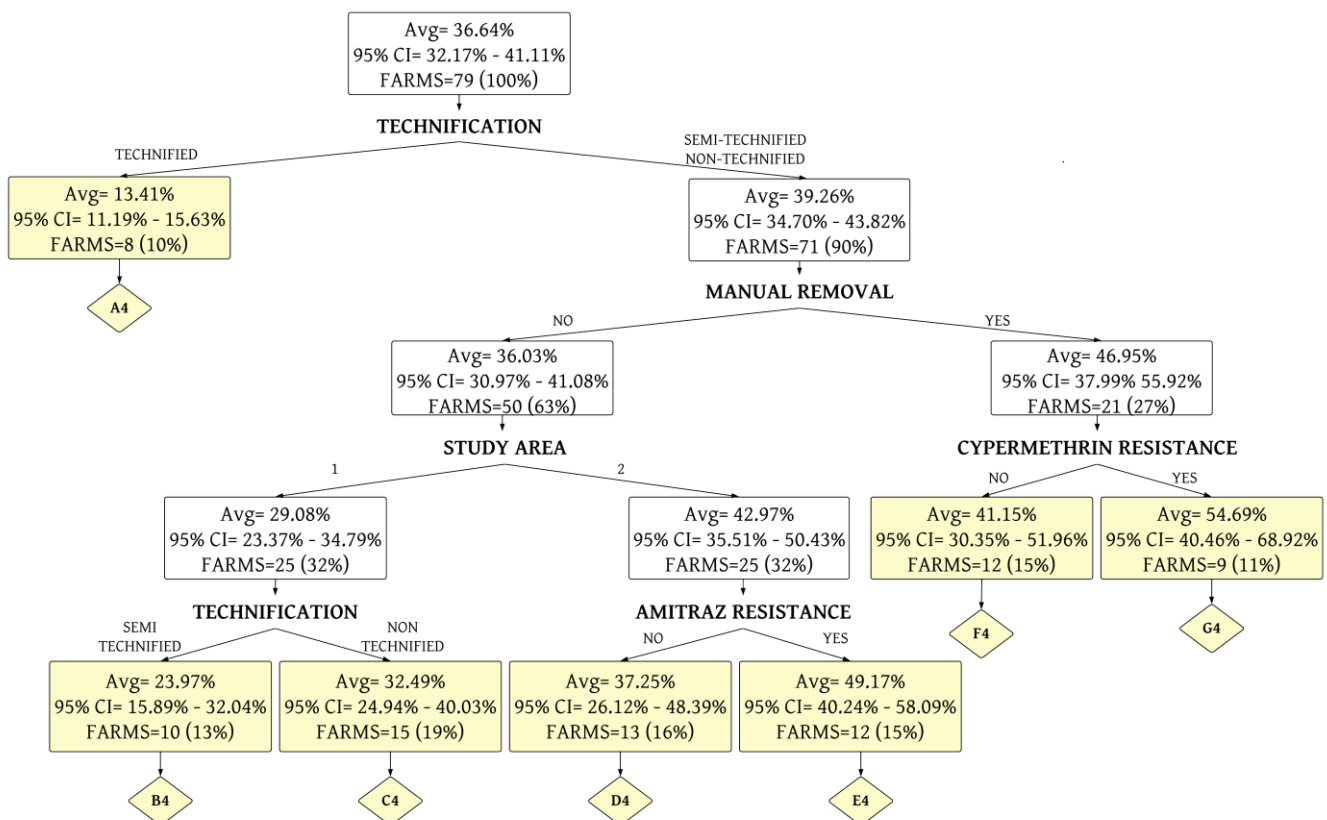 Avg= 36.64%
95% CI= 32.17% - 41.11%
FARMS=79 (100%)
TECHNIFICATION
TECHNIFIED
SEMI-TECHNIFIED
NON-TECHNIFIED
Avg= 13.41%
95% CI= 11.19% - 15.63%
FARMS=8 (10%)
A4
Avg= 39.26%
95% CI= 34.70% - 43.82%
FARMS=71 (90%)
MANUAL REMOVAL
NO
YES
Avg= 36.03%
95% CI= 30.97% - 41.08%
FARMS=50 (63%)
Avg= 46.95%
95% CI= 37.99% 55.92%
FARMS=21 (27%)
STUDY AREA
1
2
CYPERMETHRIN RESISTANCE
NO
YES
Avg= 29.08%
95% CI= 23.37% - 34.79%
FARMS=25 (32%)
Avg= 42.97%
95% CI= 35.51% - 50.43%
FARMS=25 (32%)
Avg= 41.15%
95% CI= 30.35% - 51.96%
FARMS=12 (15%)
Avg= 54.69%
95% CI= 40.46% - 68.92%
FARMS=9 (11%)
TECHNIFICATION
SEMI
TECHNIFIED
NON
TECHNIFIED
AMITRAZ RESISTANCE
NO
YES
F4
G4
Avg= 23.97%
95% CI= 15.89% - 32.04%
FARMS=10 (13%)
Avg= 32.49%
95% CI= 24.94% - 40.03%
FARMS=15 (19%)
Avg= 37.25%
95% CI= 26.12% - 48.39%
FARMS=13 (16%)
Avg= 49.17%
95% CI= 40.24% - 58.09%
FARMS=12 (15%)
B4
C4
D4
E4